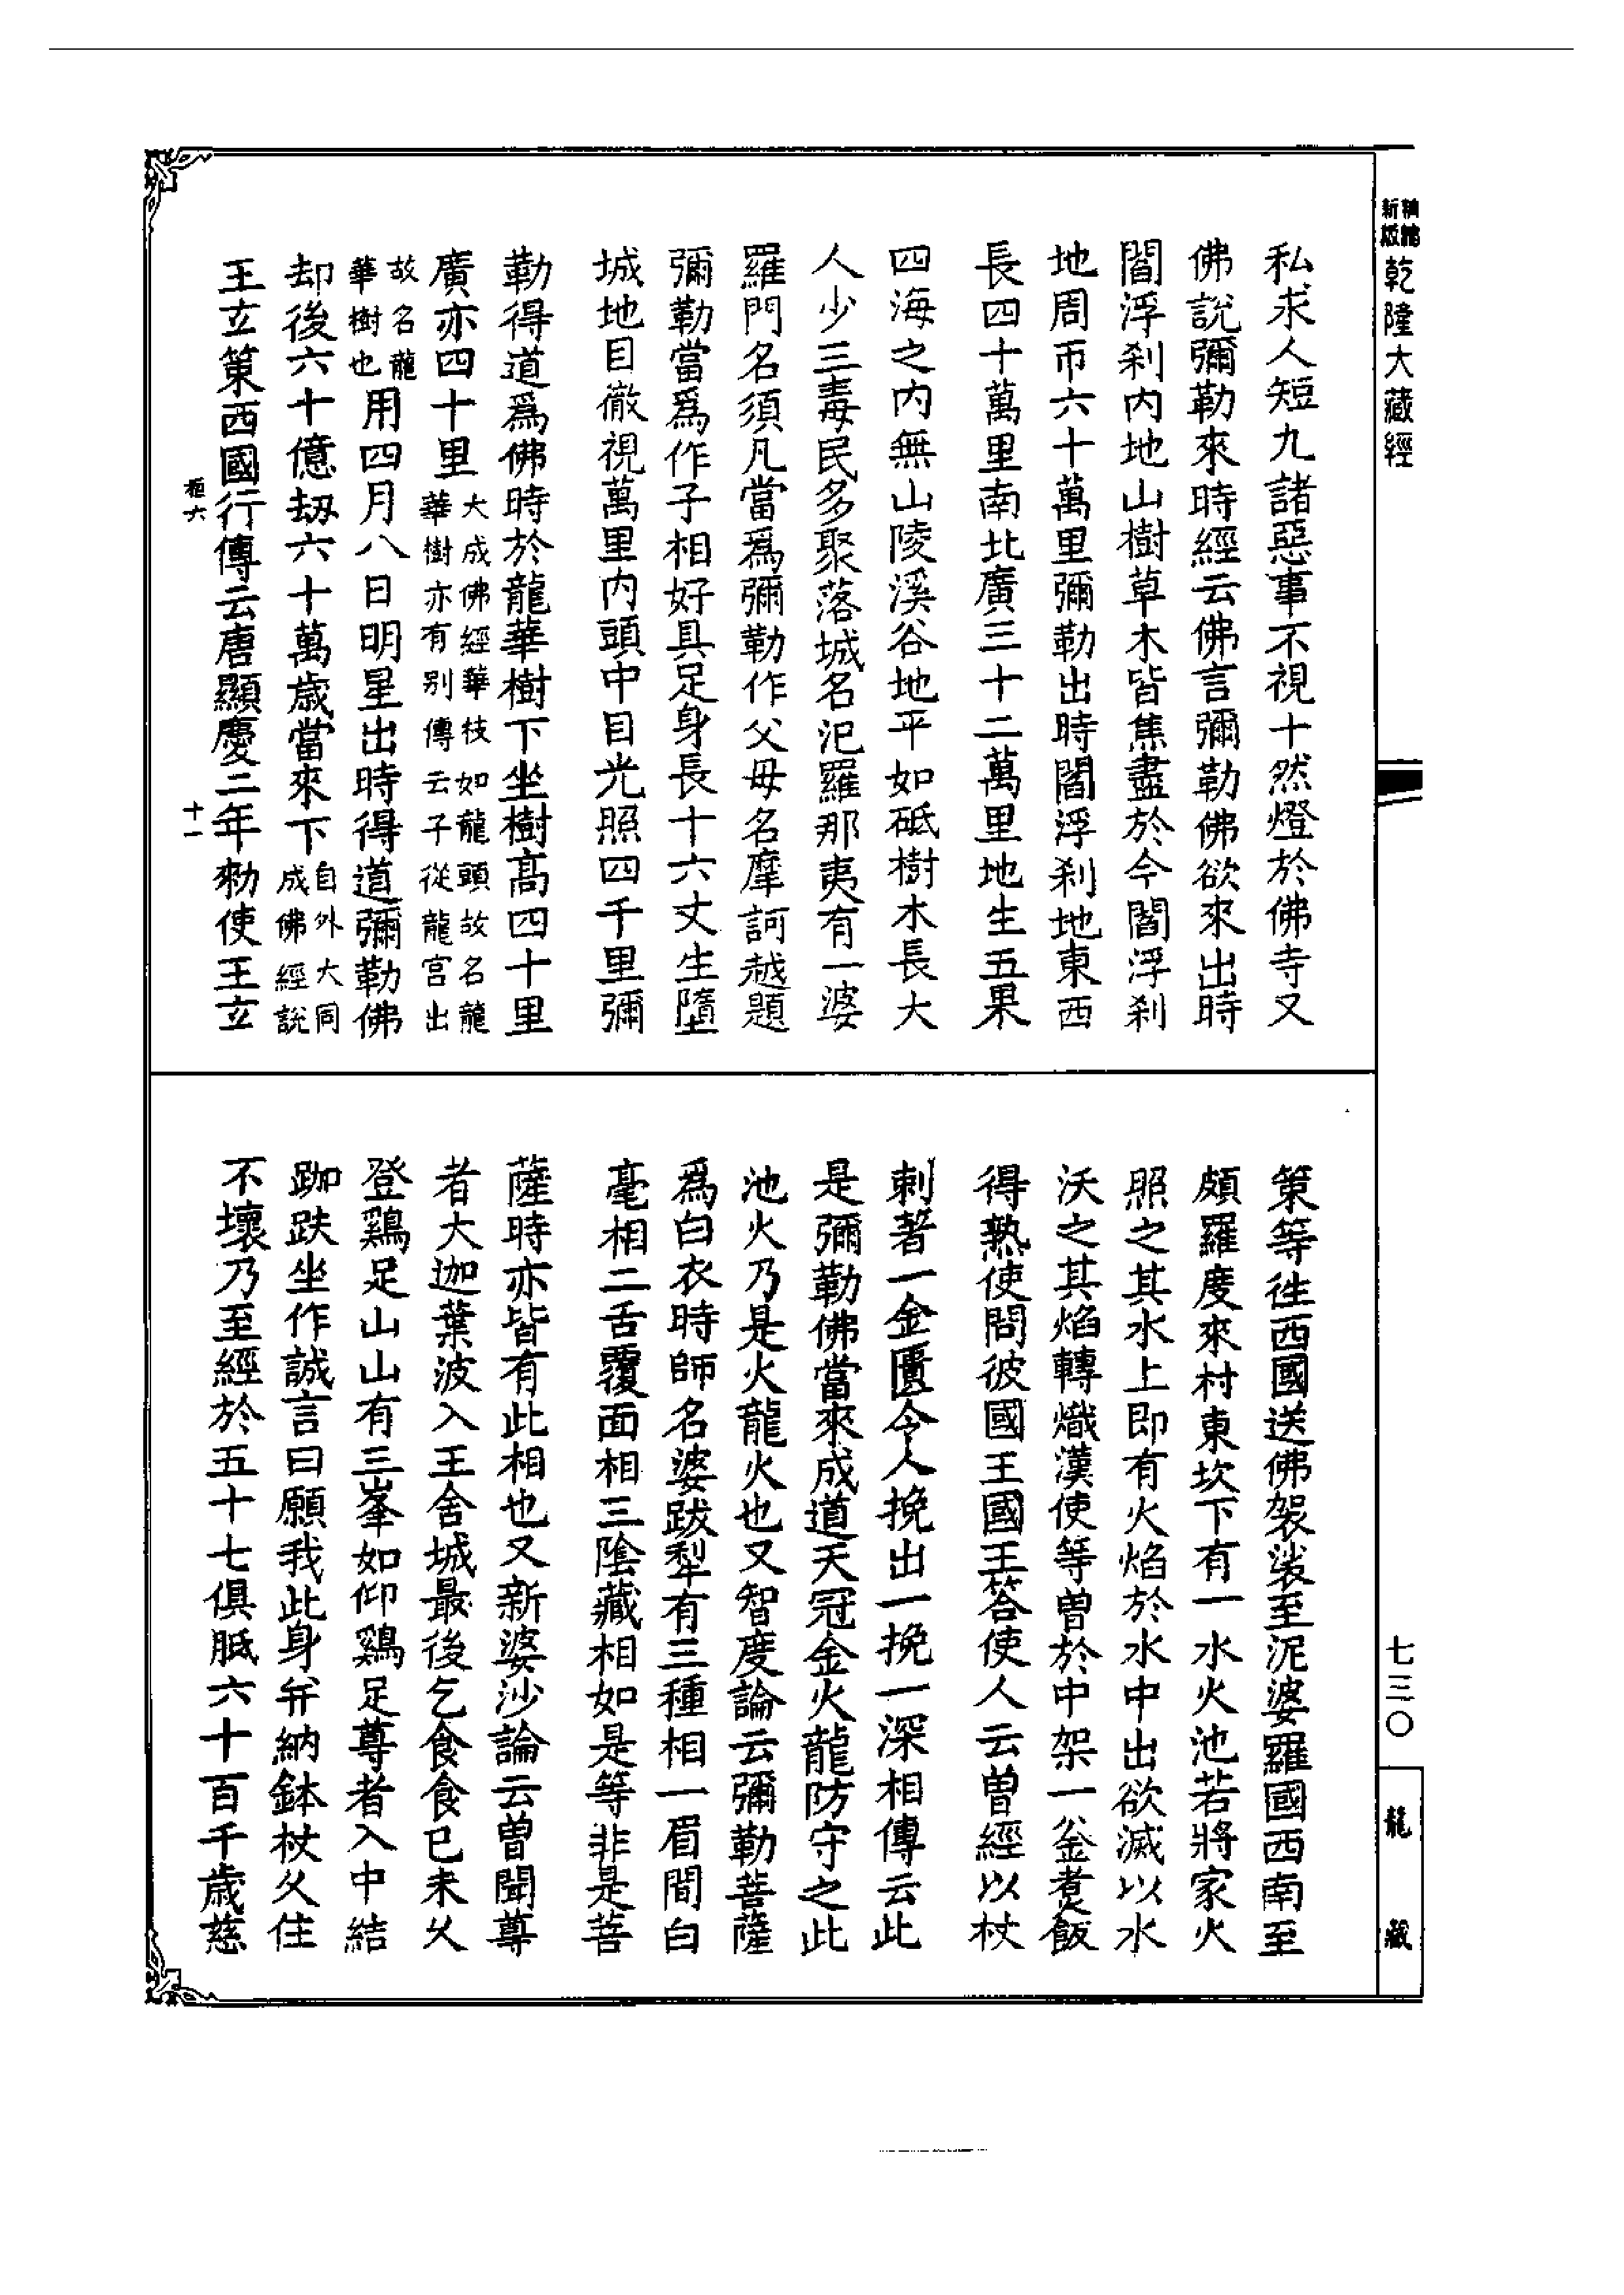 新版精縮乾隆大藏經
私求人短九諸惡事不視十然燈於佛寺又
佛說彌勒來時經云佛言彌勒佛欲來出時
閻浮剎內地山樹草木皆焦盡於今閻浮剎
地周帀六十萬里彌勒出時閻浮剎地東西
長四十萬里南北廣三十二萬里地生五果
四海之內無山陵溪谷地平如砥樹木長大
人少三毒民多聚落城名氾羅那夷有一婆
羅門名須凡當爲彌勒作父母名摩訶越題
彌勒當爲作子相好具足身長十六丈生墮
城地目徹視萬里內頭中目光照四千里彌
勒得道爲佛時於龍華樹下坐樹高四十里
廣亦四十里大成佛經華枝如龍頭故名龍華樹亦有別傳云子從龍宮出
故名龍華樹也用四月八日明星出時得道彌勒佛
却後六十億劫六十萬歲當來下自外大同成佛經說
王立策西國行傳云唐顯慶二年勑使王立
桓六 十一
策等往西國送佛袈裟至泥婆羅國西南至
頗羅度來村東坎下有一水火池若將家火
照之其水上即有火焰於水中出欲滅以水
沃之其焰轉熾漢使等曾於中架一釜煑飯
得熟使問彼國王國王答使人云曾經以杖
刺著一金匱令人挽出一挽一深相傳云此
是彌勒佛當來成道天冠金火龍防守之此
池火乃是火龍火也又智度論云彌勒菩薩
爲白衣時師名婆跋犁有三種相一眉間白
毫相二舌覆面相三陰藏相如是等非是菩
薩時亦皆有此相也又新婆沙論云曾聞尊
者大迦葉波入王舍城最後乞食食已未久
登鷄足山山有三峯如仰鷄足尊者入中結
跏趺坐作誠言曰願我此身幷納鉢杖久住
不壞乃至經於五十七俱胝六十百千歲慈
七三〇
龍藏